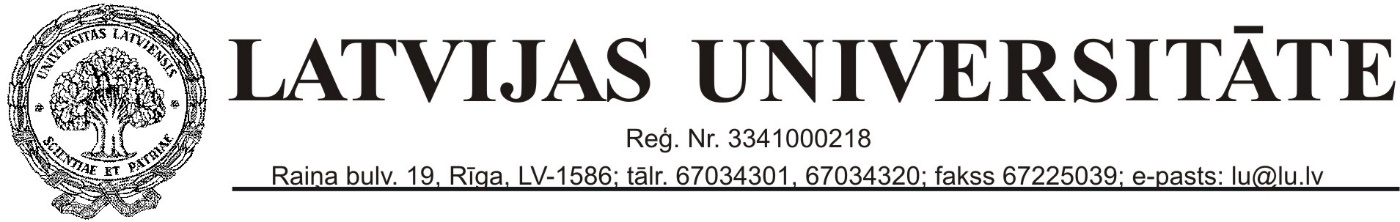 UNIVERSITAS LATVIENSIS
SCIENTIAE ET PATRIAE
LATVIJAS UNIVERSITĀTE
Reģ. Nr. 3341000218
Raiņa bulv. 19, Rīga, LV-1586; tālr. 67034301, 67034320; fakss 67225039; e-pasts: lu@lu.lv